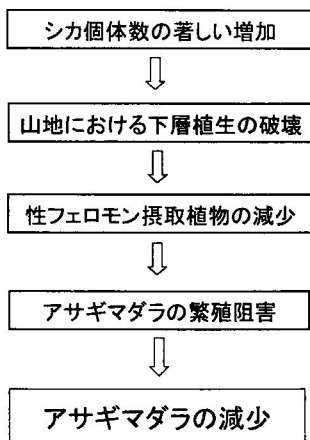 シカ個体数の著しい増加
山地における下層植生の破壊
性フェロモン摂取植物の減少
アサギマダラの繁殖阻害
アサギマダラの減少